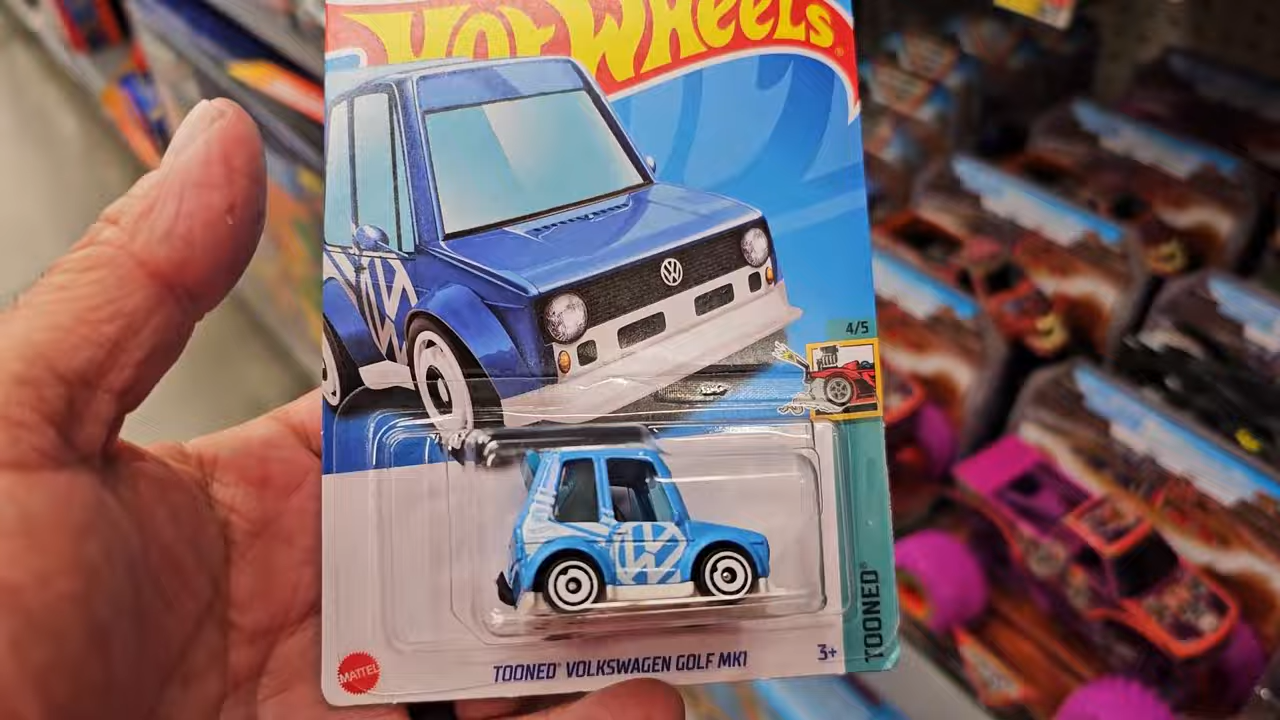 HOT WHEELS®
4/5
TOONED®
MATTEL
TOONED® VOLKSWAGEN GOLF MK1
3+